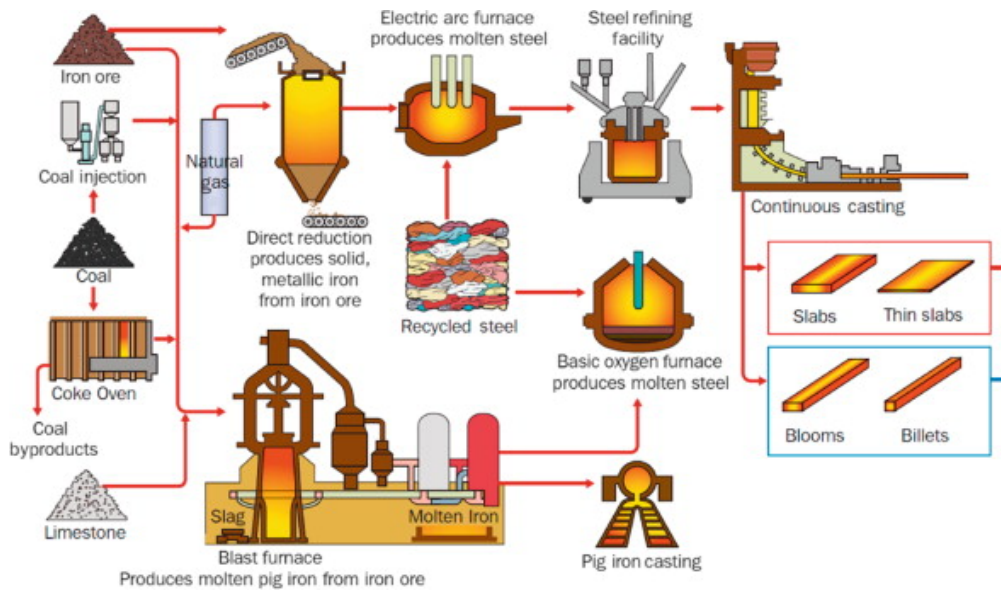 Iron ore
Coal injection
Coal
Coke Oven
Coal
byproducts
Limestone
Natural
gas
Direct reduction
produces solid,
metallic iron
from iron ore
Electric arc furnace
produces molten steel
Steel refining
facility
Continuous casting
Recycled steel
Basic oxygen furnace
produces molten steel
Slabs
Thin slabs
Blooms
Billets
Slag
Molten Iron
Blast furnace
Produces molten pig iron from iron ore
Pig iron casting